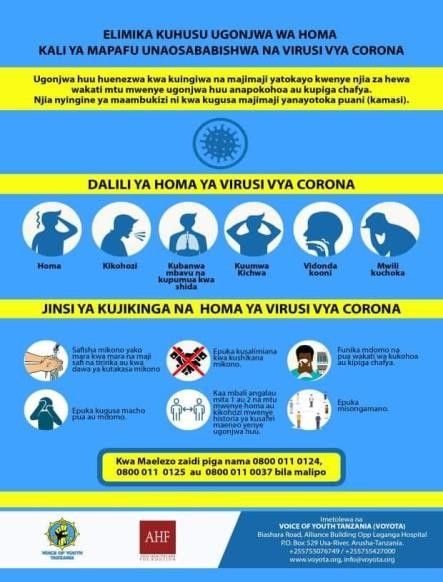 ELIMIKA KUHUSU UGONJWA WA HOMA
KALI YA MAPAFU UNAOSABABISHWA NA VIRUSI VYA CORONA
Ugonjwa huu huenezwa kwa kuingiwa na majimaji yatokayo kwenye njia za hewa
wakati mtu mwenye ugonjwa huu anapokohoa au kupiga chafya.
Njia nyingine ya maambukizi ni kwa kugusa majimaji yanayotoka puani (kamasi).
DALILI YA HOMA YA VIRUSI VYA CORONA
Homa
Kikohozi
Kubanwa
mbavu na
kupumua kwa
shida
Kuumwa
Kichwa
Vidonda
kooni
Mwili
kuchoka
JINSI YA KUJIKINGA NA HOMA YA VIRUSI VYA CORONA
Safisha mikono yako
mara kwa mara na maji
safi na tiririka au kwa
dawa ya kutakasa mikono
Epuka kusalimiana
kwa kushikana
mikono.
Funika mdomo na
pua wakati wa kukohoa
au kipiga chafya.
Epuka kugusa macho
pua au mdomo.
Kaa mbali angalau
mita 1 au 2 na mtu
mwenye homa au
kikohozi mwenye
historia ya kusafiri
maeneo yenye
ugonjwa huu.
Epuka
misongamano.
Kwa Maelezo zaidi piga nama 0800 011 0124,
0800 011 0125 au 0800 011 0037 bila malipo
VOICE OF YOUTH
TANZANIA
AHF
Imetolewa na
VOICE OF YOUTH TANZANIA (VOYOTA)
Biashara Road, Alliance Building Opp Leganga Hospital
P.O. Box 529 Usa-River, Arusha-Tanzania.
+255755076749 / +255755427000
www.voyota.org, info@voyota.org